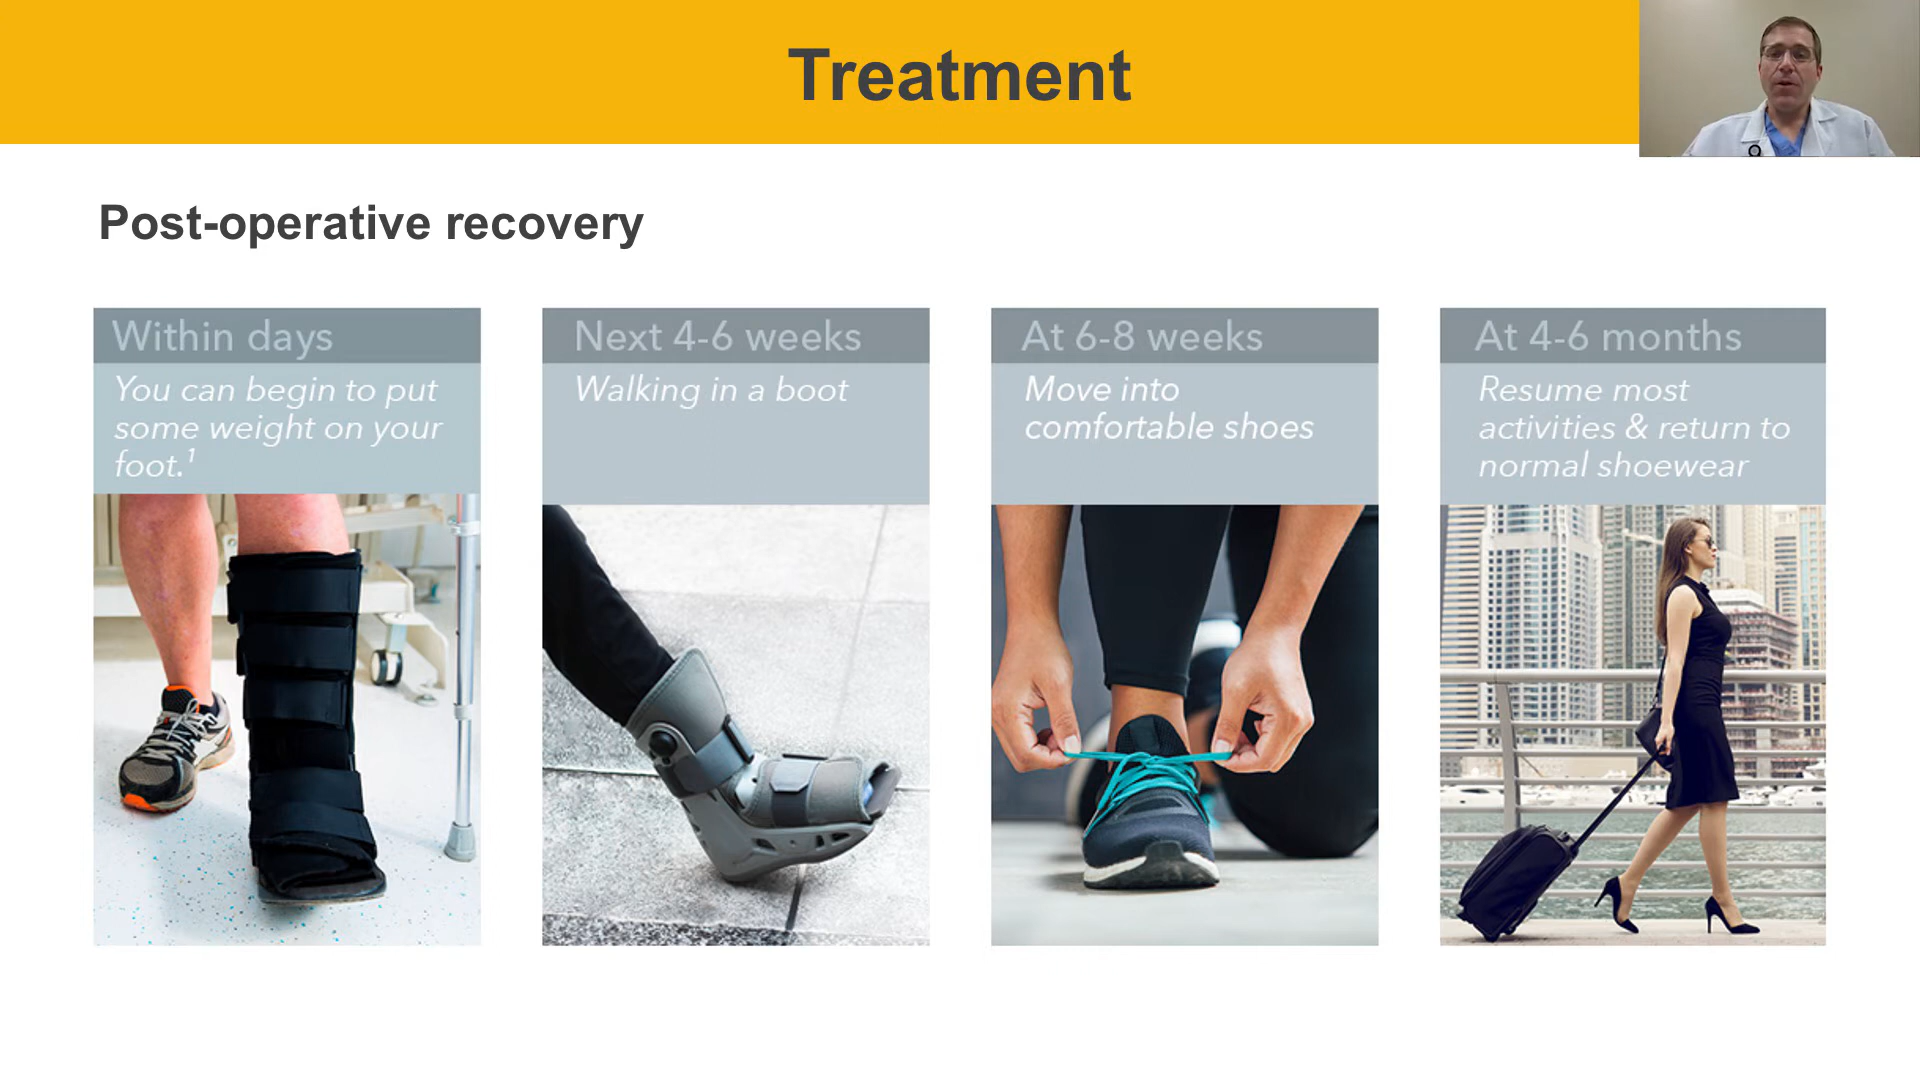 Treatment
Post-operative recovery
Within days
You can begin to put
some weight on your
foot.¹
Next 4-6 weeks
Walking in a boot
At 6-8 weeks
Move into
comfortable shoes
At 4-6 months
Resume most
activities & return to
normal shoewear